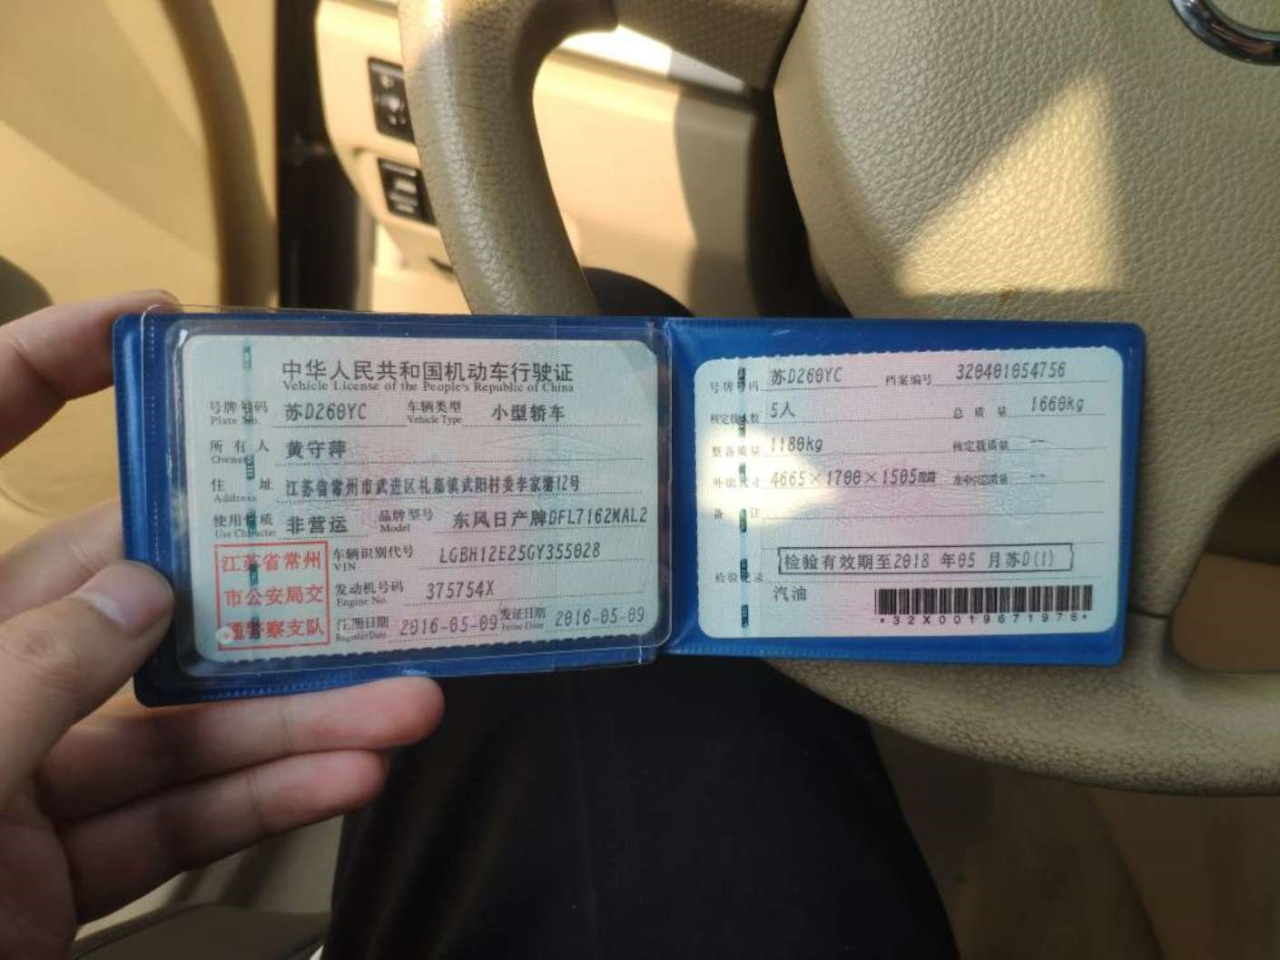 中华人民共和国机动车行驶证
Vehicle License of the People's Republic of China
号牌号码 Plate No. 苏D260YC 车辆类型 Vehicle Type 小型轿车
所有人 Owner 黄守萍
住址 Address 江苏省常州市武进区礼嘉镇武阳村委李家塘12号
使用性质 Use Character 非营运 品牌型号 Model 东风日产牌DFL7162MAL2
江苏省常州市公安局交通警察支队
车辆识别代号 VIN LGBH12E25GY355028
发动机号码 Engine No. 375754X
注册日期 Register Date 2016-05-09 发证日期 Issue Date 2016-05-09
号牌号码 苏D260YC 档案编号 320401054756
核定载人数 5人 总质量 1660kg
整备质量 1180kg 核定载质量 --
外廓尺寸 4665×1700×1505mm 准牵引总质量 --
备注
检验有效期至2018 年05 月苏D(1)
检验记录
汽油
*32X0019671976*